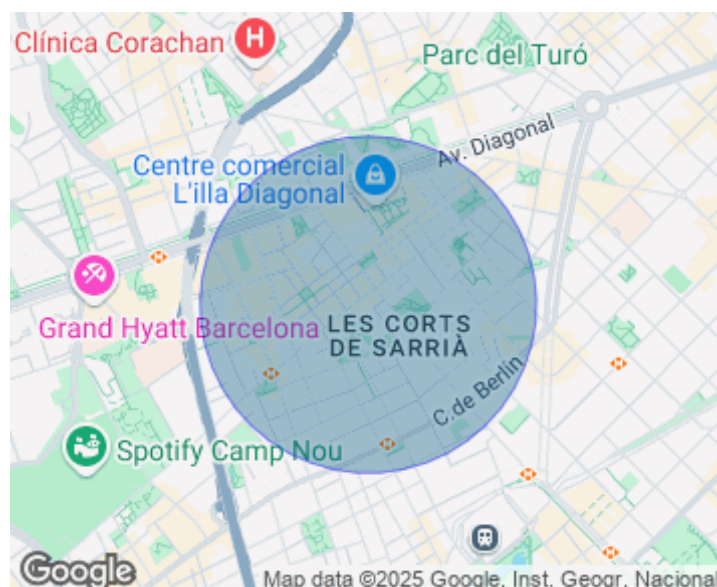 Clínica Corachan
H
Parc del Turó
Av. Diagonal
Centre comercial
L'illa Diagonal
Grand Hyatt Barcelona
LES CORTS
DE SARRIÀ
C. de Berlín
Spotify Camp Nou
Google
Map data ©2025 Google, Inst. Geogr. Nacional